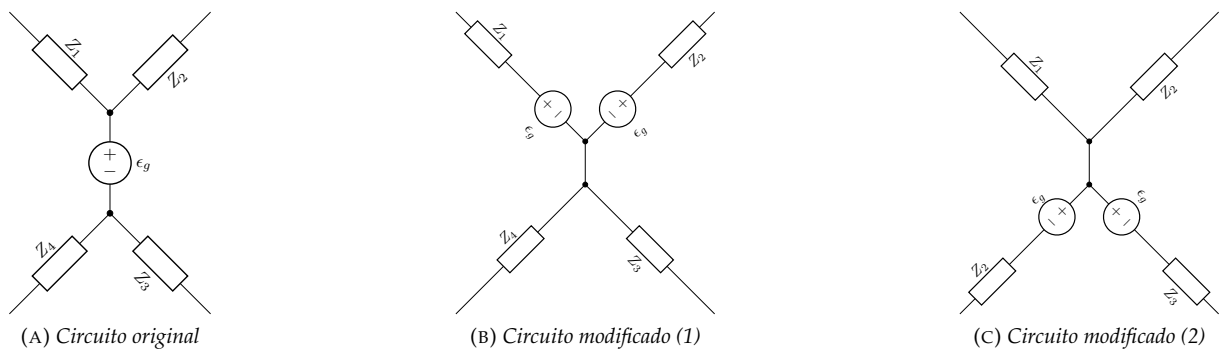 Z1
Z2
+
−
ϵg
Z4
Z3
(A) Circuito original
Z1
Z2
+
−
ϵg
+
−
ϵg
Z4
Z3
(B) Circuito modificado (1)
Z1
Z2
ϵg
+
−
ϵg
+
−
Z2
Z3
(C) Circuito modificado (2)